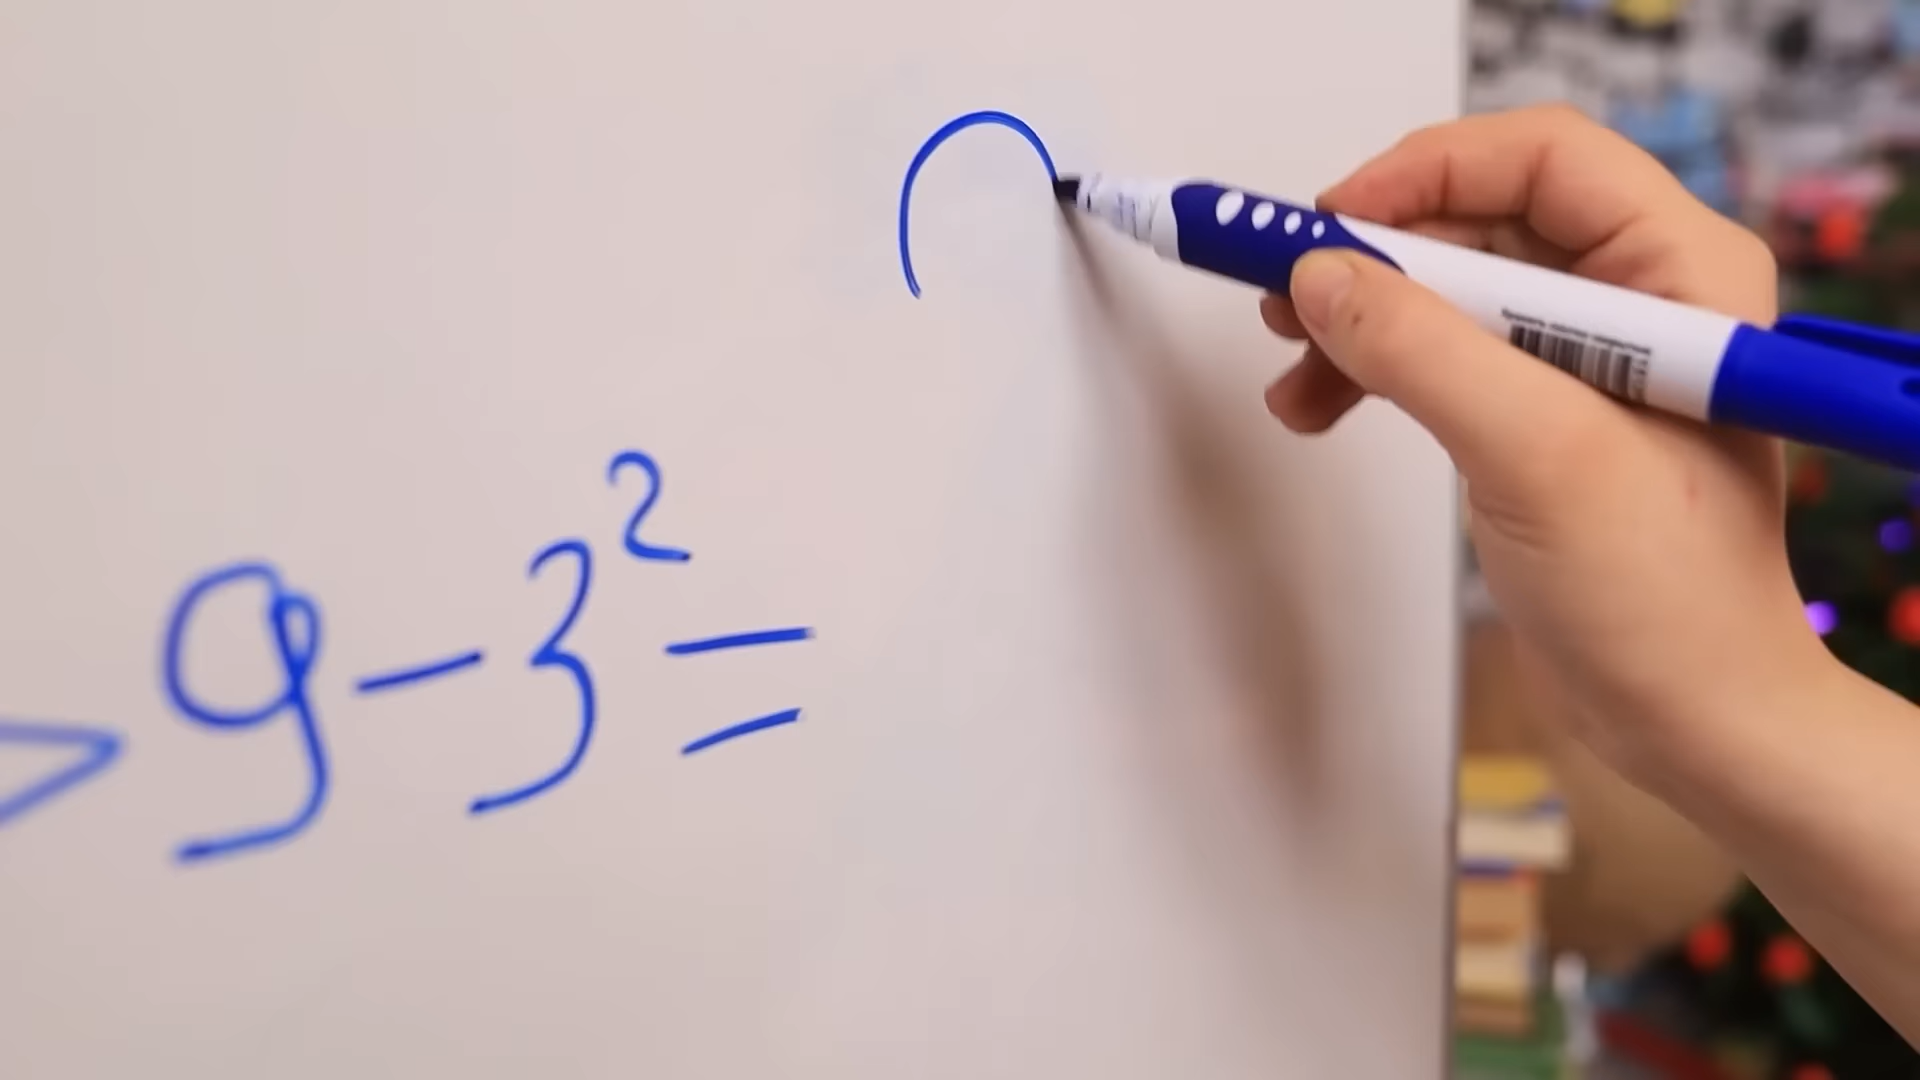 > 9 - 3² =